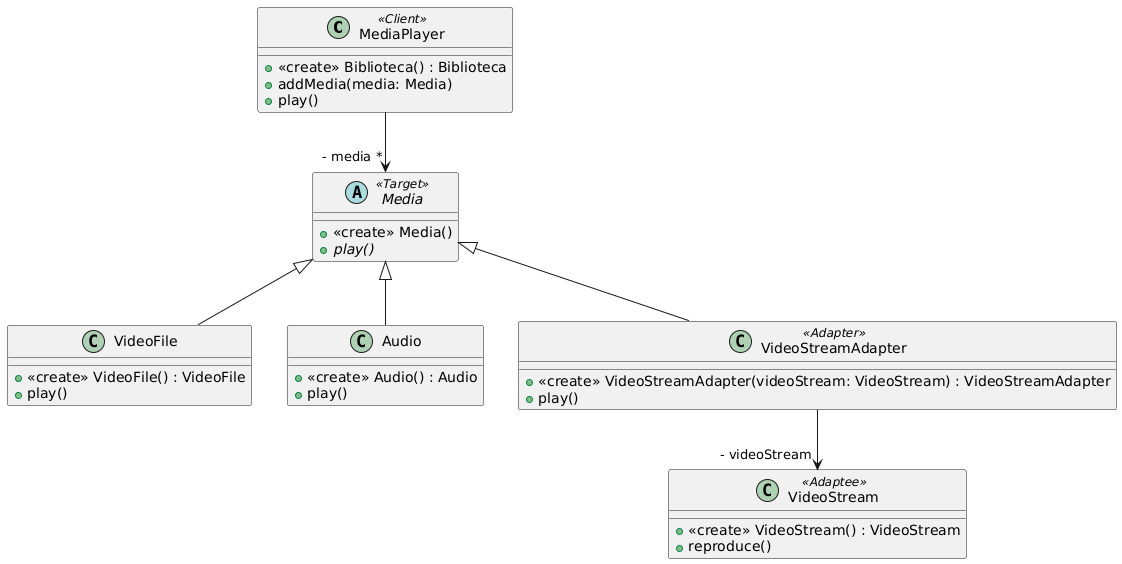 «Client»
C
MediaPlayer
«create» Biblioteca() : Biblioteca
addMedia(media: Media)
play()
- media *
«Target»
A
Media
«create» Media()
play()
C VideoFile
«create» VideoFile() : VideoFile
play()
C Audio
«create» Audio() : Audio
play()
«Adapter»
C
VideoStreamAdapter
«create» VideoStreamAdapter(videoStream: VideoStream) : VideoStreamAdapter
play()
- videoStream
«Adaptee»
C
VideoStream
«create» VideoStream() : VideoStream
reproduce()